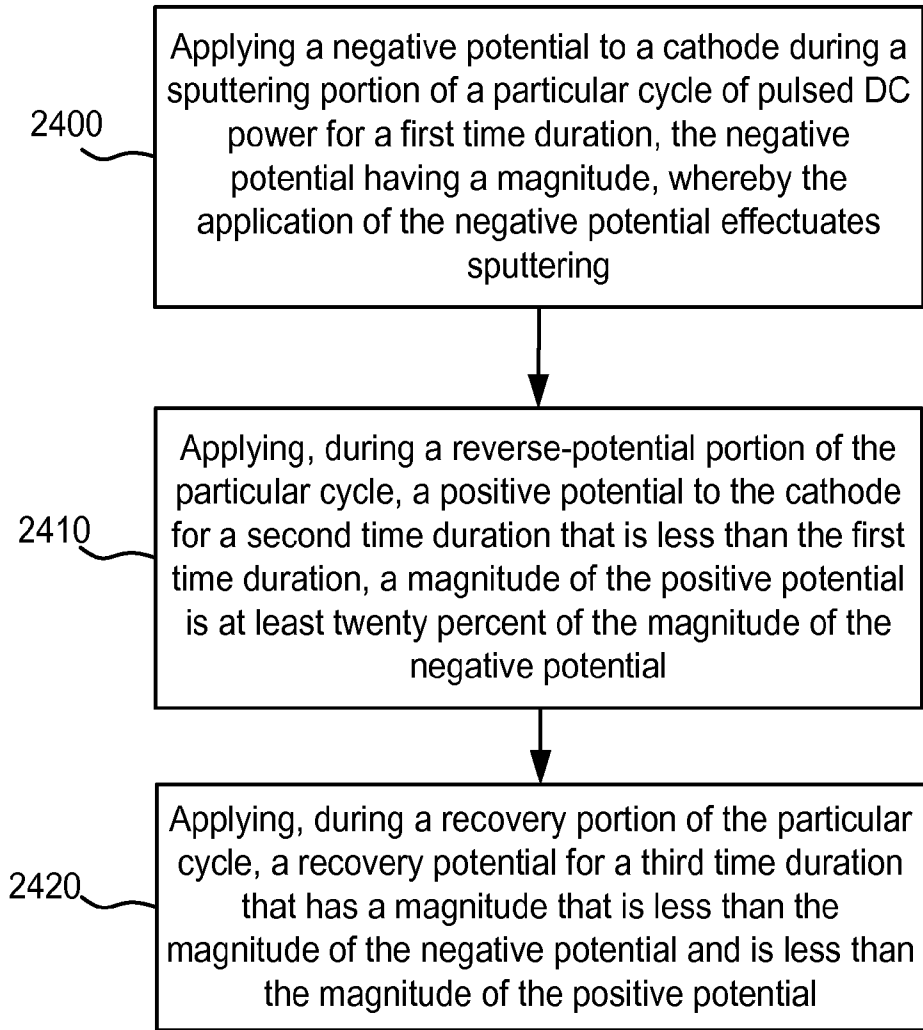 Applying a negative potential to a cathode during a
sputtering portion of a particular cycle of pulsed DC
power for a first time duration, the negative
potential having a magnitude, whereby the
application of the negative potential effectuates
sputtering
2400
Applying, during a reverse-potential portion of the
particular cycle, a positive potential to the cathode
for a second time duration that is less than the first
time duration, a magnitude of the positive potential
is at least twenty percent of the magnitude of the
negative potential
2410
Applying, during a recovery portion of the particular
cycle, a recovery potential for a third time duration
that has a magnitude that is less than the
magnitude of the negative potential and is less than
the magnitude of the positive potential
2420